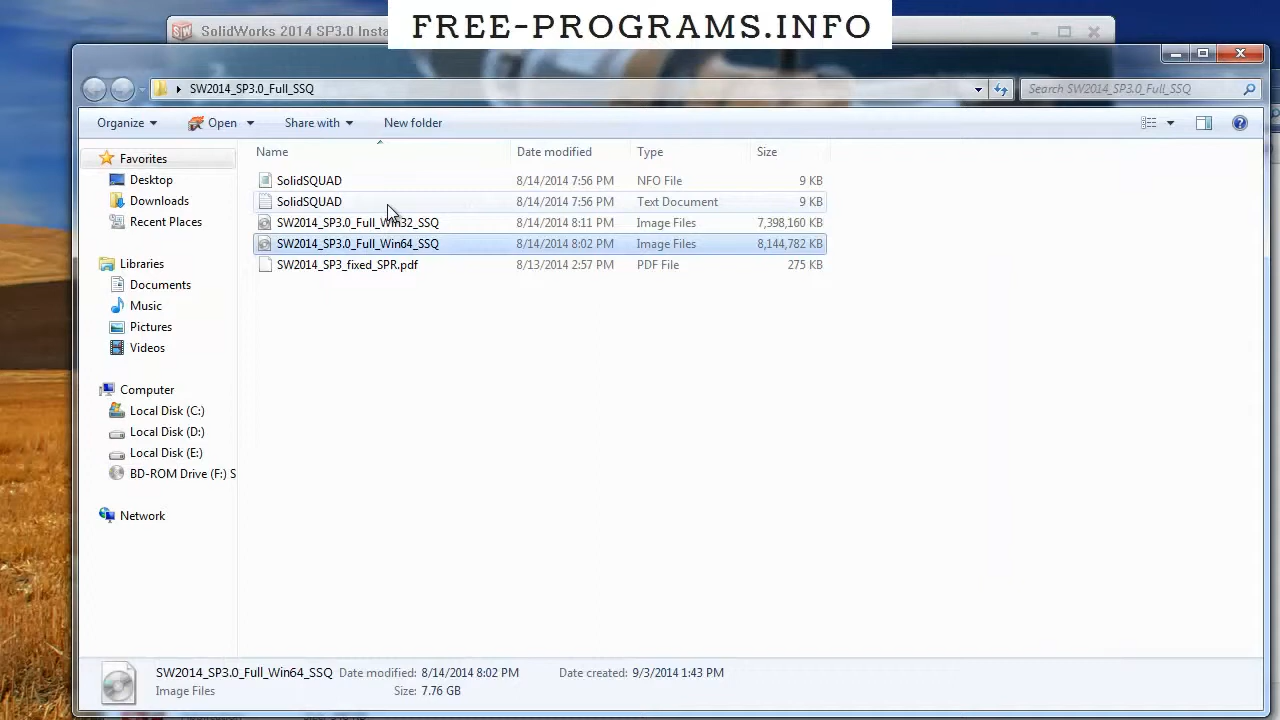 SolidWorks 2014 SP3.0 Insta
FREE-PROGRAMS.INFO
SW2014_SP3.0_Full_SSQ
Search SW2014_SP3.0_Full_SSQ
Organize
Open
Share with
New folder
Name
Date modified
Type
Size
Favorites
Desktop
Downloads
Recent Places
Libraries
Documents
Music
Pictures
Videos
Computer
Local Disk (C:)
Local Disk (D:)
Local Disk (E:)
BD-ROM Drive (F:) S
Network
SolidSQUAD 8/14/2014 7:56 PM NFO File 9 KB
SolidSQUAD 8/14/2014 7:56 PM Text Document 9 KB
SW2014_SP3.0_Full_Win32_SSQ 8/14/2014 8:11 PM Image Files 7,398,160 KB
SW2014_SP3.0_Full_Win64_SSQ 8/14/2014 8:02 PM Image Files 8,144,782 KB
SW2014_SP3_fixed_SPR.pdf 8/13/2014 2:57 PM PDF File 275 KB
SW2014_SP3.0_Full_Win64_SSQ Date modified: 8/14/2014 8:02 PM Date created: 9/3/2014 1:43 PM
Image Files Size: 7.76 GB